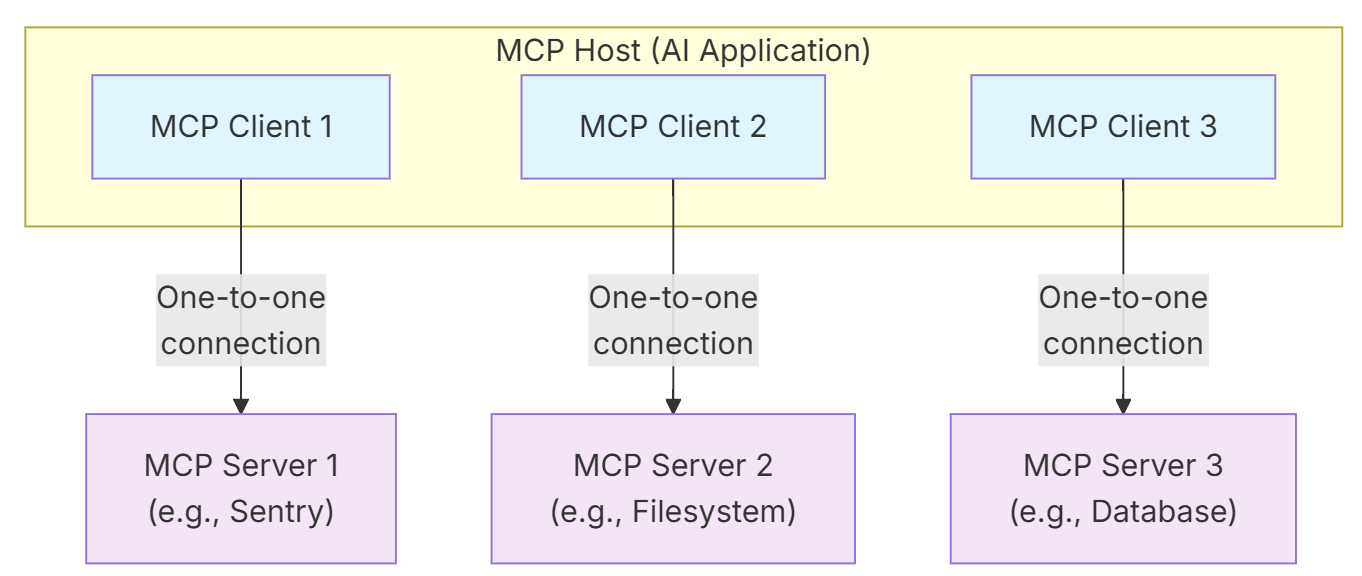 MCP Host (AI Application)
MCP Client 1
MCP Client 2
MCP Client 3
One-to-one
connection
One-to-one
connection
One-to-one
connection
MCP Server 1
(e.g., Sentry)
MCP Server 2
(e.g., Filesystem)
MCP Server 3
(e.g., Database)